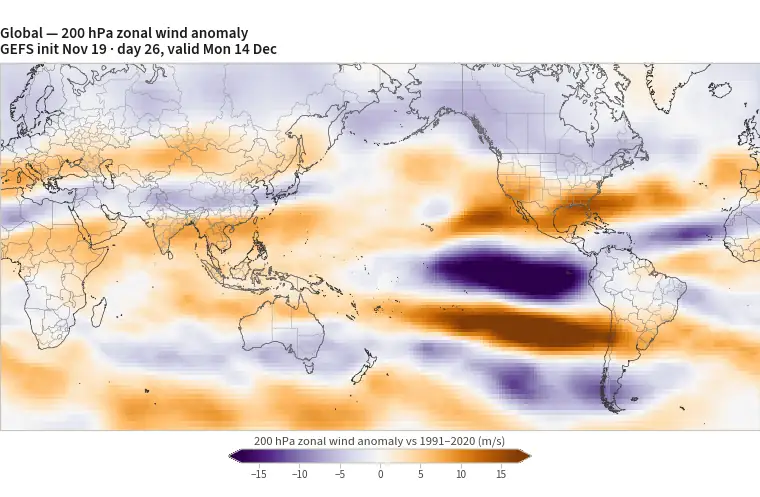 Global — 200 hPa zonal wind anomaly
GEFS init Nov 19 · day 26, valid Mon 14 Dec
200 hPa zonal wind anomaly vs 1991–2020 (m/s)
−15 −10 −5 0 5 10 15